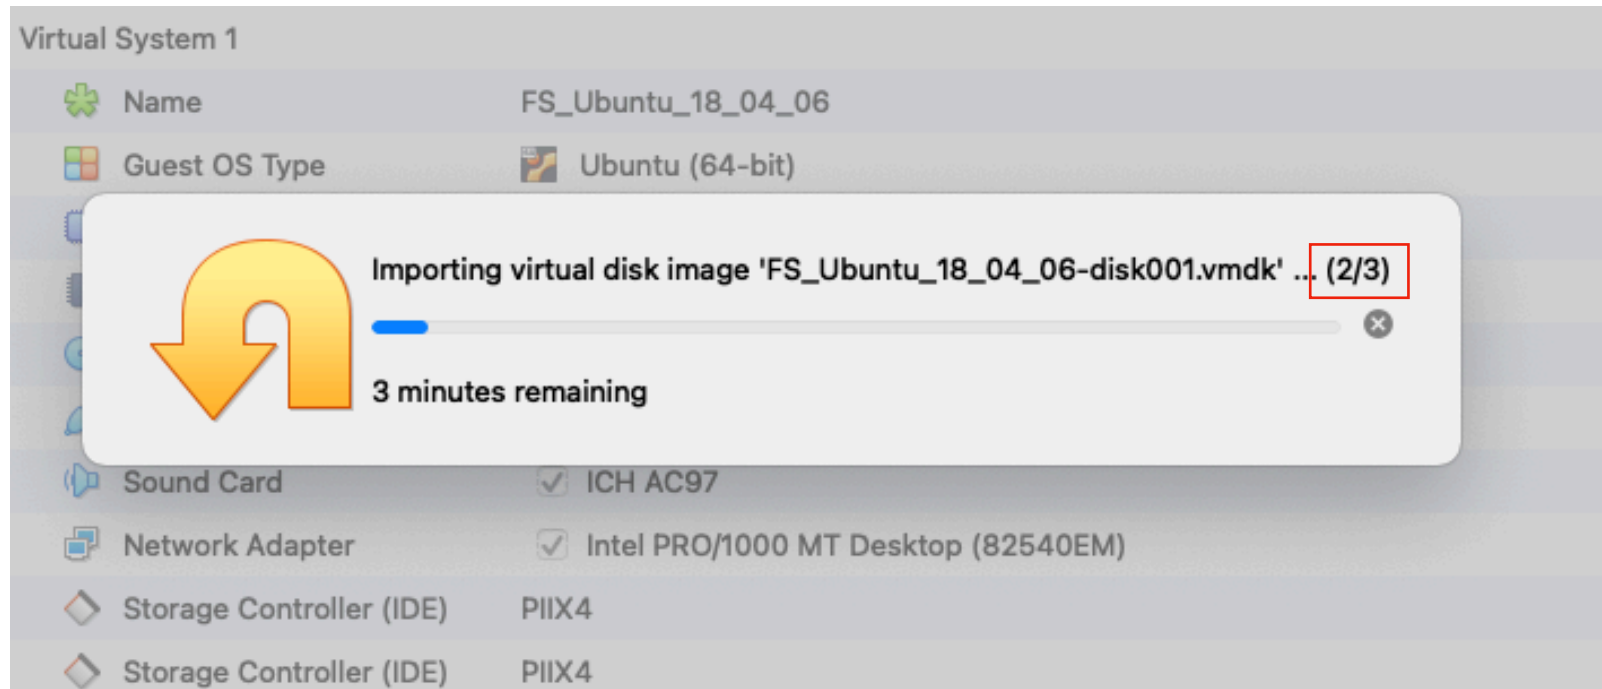 Virtual System 1
Name FS_Ubuntu_18_04_06
Guest OS Type Ubuntu (64-bit)
Importing virtual disk image 'FS_Ubuntu_18_04_06-disk001.vmdk' ... (2/3)
3 minutes remaining
Sound Card ICH AC97
Network Adapter Intel PRO/1000 MT Desktop (82540EM)
Storage Controller (IDE) PIIX4
Storage Controller (IDE) PIIX4